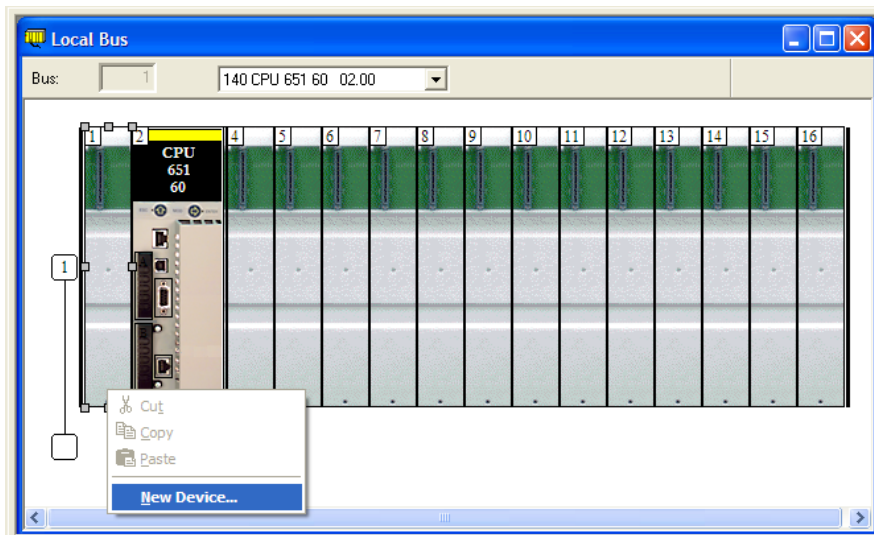 Local Bus
Bus: 1 140 CPU 651 60 02.00
1 2 4 5 6 7 8 9 10 11 12 13 14 15 16
CPU
651
60
1
A
B
Cut
Copy
Paste
New Device...